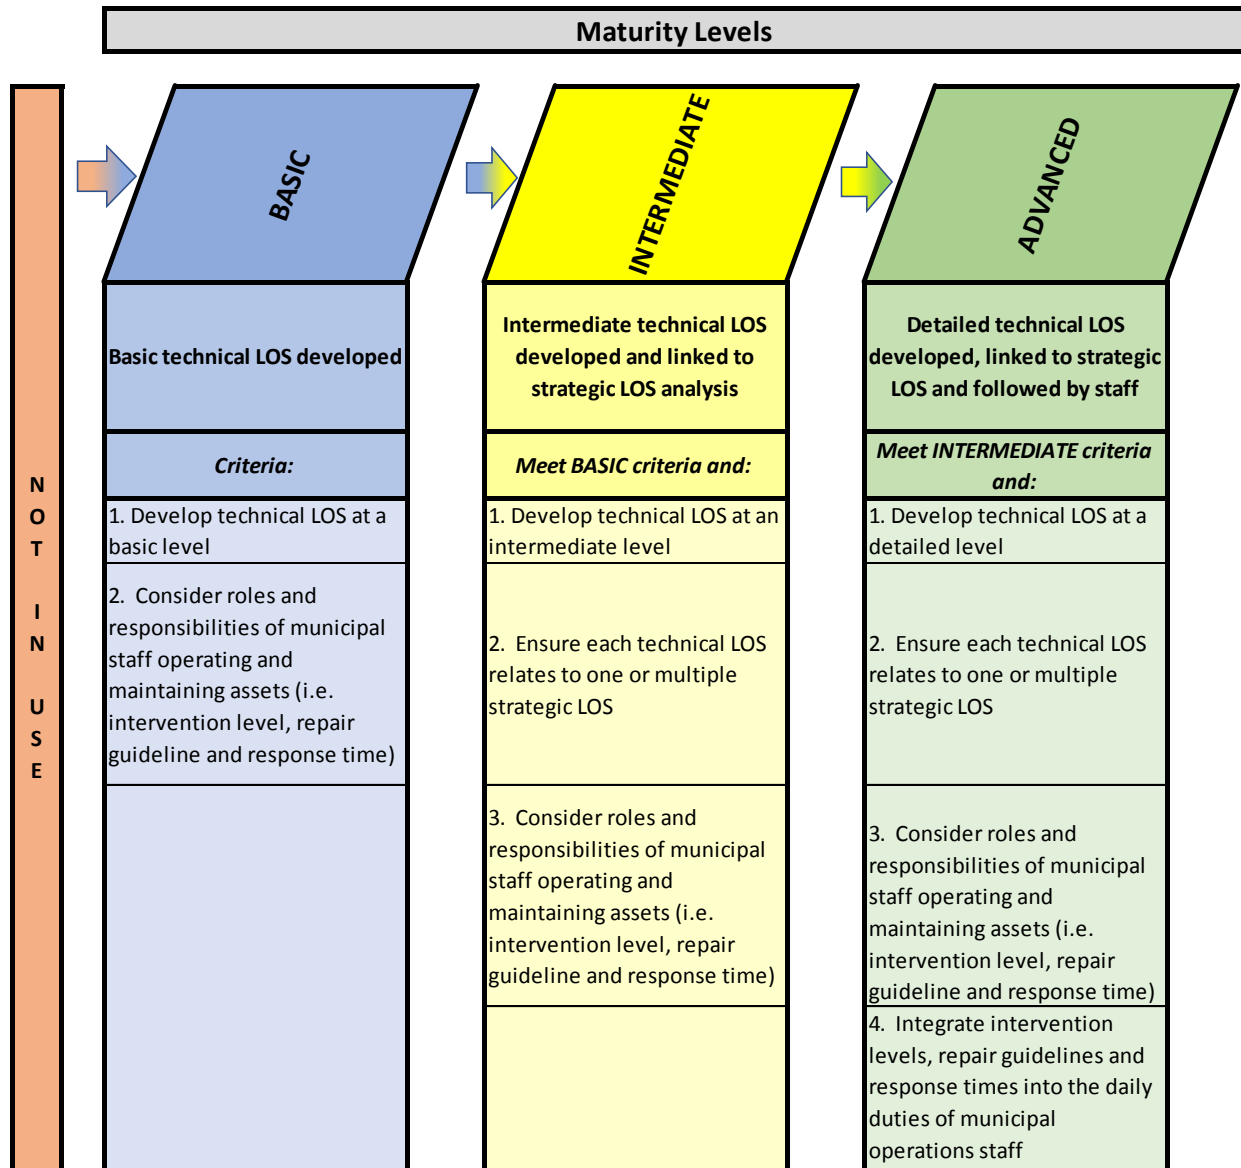 Maturity Levels
NOT IN USE
BASIC
Basic technical LOS developed
Criteria:
1. Develop technical LOS at a
basic level
2.  Consider roles and
responsibilities of municipal
staff operating and
maintaining assets (i.e.
intervention level, repair
guideline and response time)
INTERMEDIATE
Intermediate technical LOS
developed and linked to
strategic LOS analysis
Meet BASIC criteria and:
1. Develop technical LOS at an
intermediate level
2.  Ensure each technical LOS
relates to one or multiple
strategic LOS
3.  Consider roles and
responsibilities of municipal
staff operating and
maintaining assets (i.e.
intervention level, repair
guideline and response time)
ADVANCED
Detailed technical LOS
developed, linked to strategic
LOS and followed by staff
Meet INTERMEDIATE criteria
and:
1. Develop technical LOS at a
detailed level
2.  Ensure each technical LOS
relates to one or multiple
strategic LOS
3.  Consider roles and
responsibilities of municipal
staff operating and
maintaining assets (i.e.
intervention level, repair
guideline and response time)
4.  Integrate intervention
levels, repair guidelines and
response times into the daily
duties of municipal
operations staff